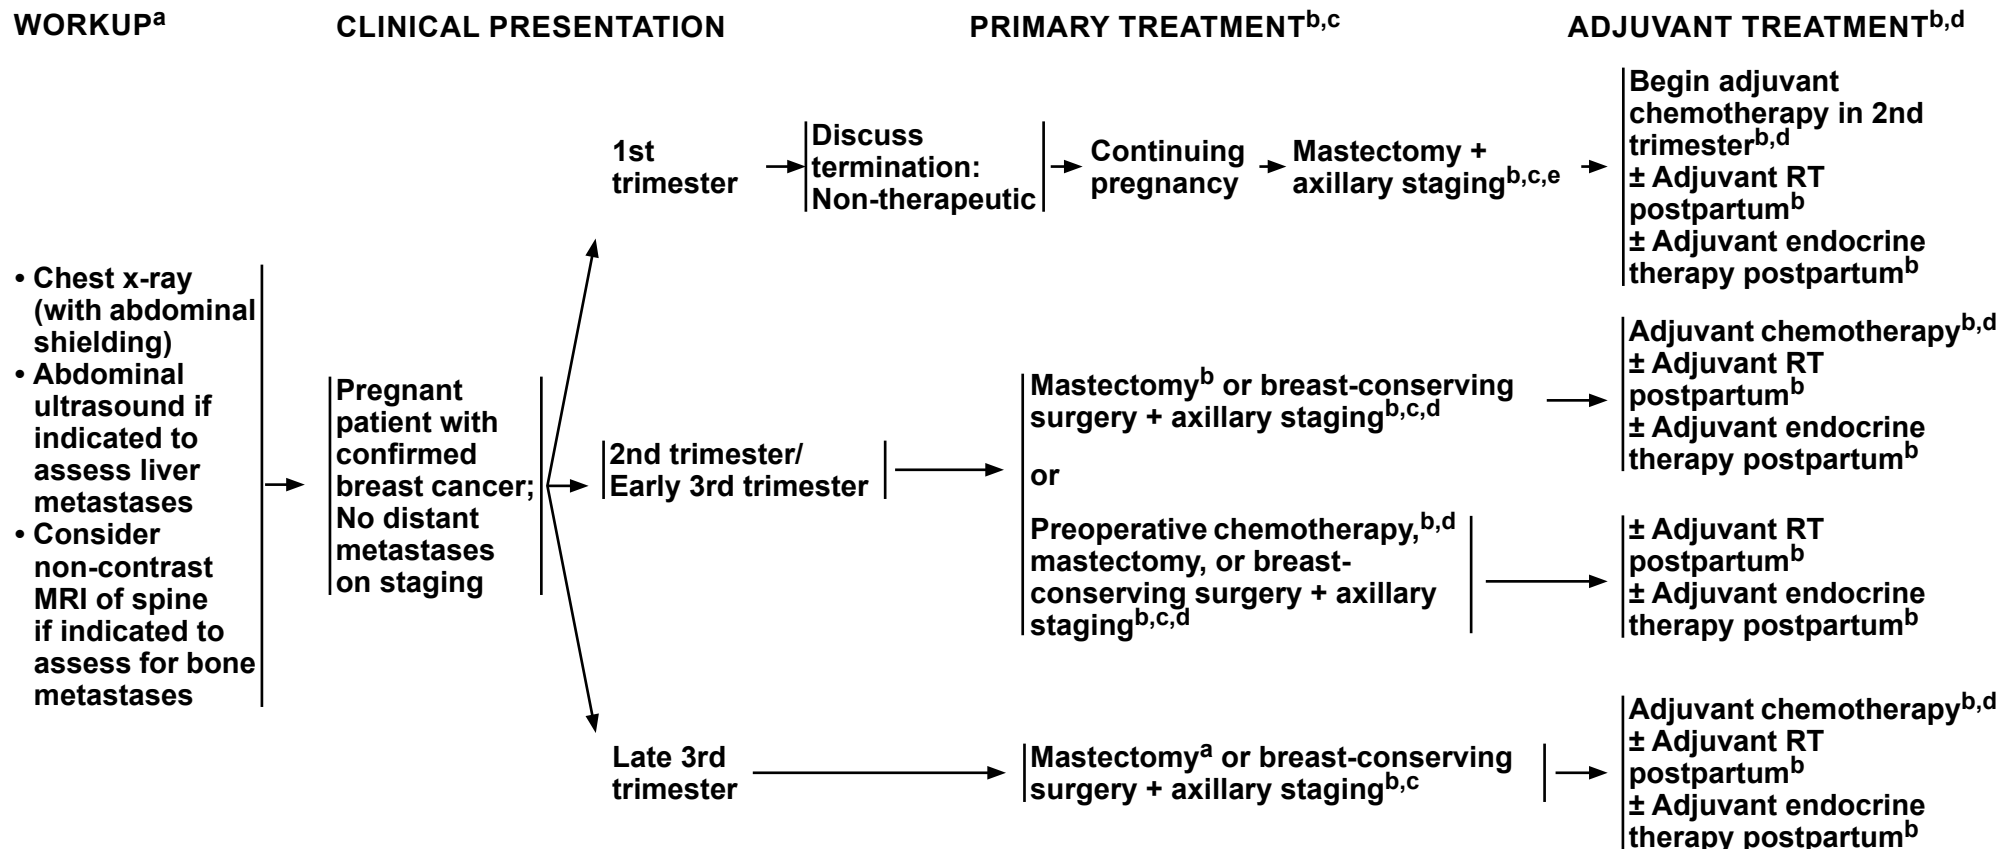 WORKUPa
CLINICAL PRESENTATION
PRIMARY TREATMENTb,c
ADJUVANT TREATMENTb,d
• Chest x-ray
(with abdominal
shielding)
• Abdominal
ultrasound if
indicated to
assess liver
metastases
• Consider
non-contrast
MRI of spine
if indicated to
assess for bone
metastases
Pregnant
patient with
confirmed
breast cancer;
No distant
metastases
on staging
1st
trimester
Discuss
termination:
Non-therapeutic
Continuing
pregnancy
Mastectomy +
axillary stagingb,c,e
Begin adjuvant
chemotherapy in 2nd
trimesterb,d
± Adjuvant RT
postpartumb
± Adjuvant endocrine
therapy postpartumb
2nd trimester/
Early 3rd trimester
Mastectomyb or breast-conserving
surgery + axillary stagingb,c,d
or
Preoperative chemotherapy,b,d
mastectomy, or breast-
conserving surgery + axillary
stagingb,c,d
Adjuvant chemotherapyb,d
± Adjuvant RT
postpartumb
± Adjuvant endocrine
therapy postpartumb
± Adjuvant RT
postpartumb
± Adjuvant endocrine
therapy postpartumb
Late 3rd
trimester
Mastectomya or breast-conserving
surgery + axillary stagingb,c
Adjuvant chemotherapyb,d
± Adjuvant RT
postpartumb
± Adjuvant endocrine
therapy postpartumb